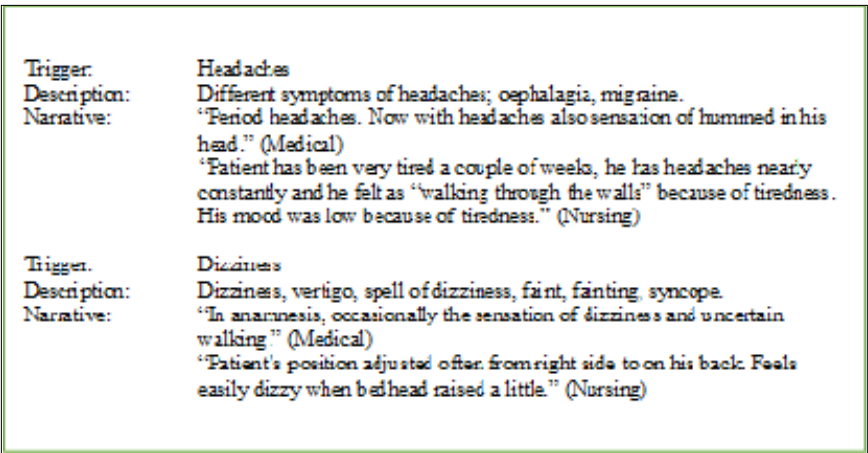 Trigger: Headaches
Description: Different symptoms of headaches; cephalagia, migraine.
Narrative: “Period headaches. Now with headaches also sensation of hummed in his
head.” (Medical)
“Patient has been very tired a couple of weeks, he has headaches nearly
constantly and he felt as “walking through the walls” because of tiredness.
His mood was low because of tiredness.” (Nursing)
Trigger: Dizziness
Description: Dizziness, vertigo, spell of dizziness, faint, fainting, syncope.
Narrative: “In anamnesis, occasionally the sensation of dizziness and uncertain
walking.” (Medical)
“Patient's position adjusted often from right side to on his back. Feels
easily dizzy when bedhead raised a little.” (Nursing)